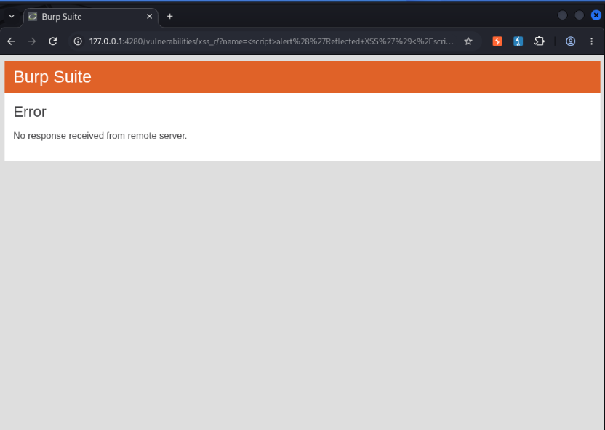 Burp Suite
127.0.0.1:4280/vulnerabilities/xss_r/?name=<script>alert%28%27Reflected+XSS%27%29<%2Fscri...
Burp Suite
Error
No response received from remote server.